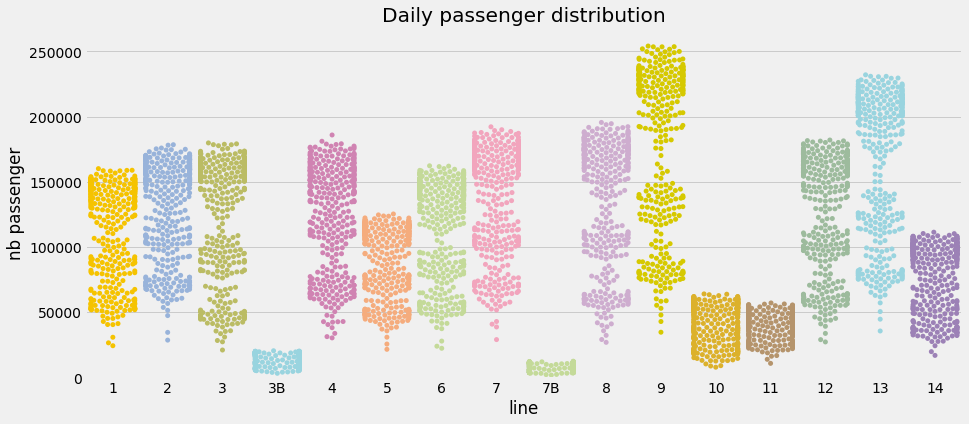 Daily passenger distribution
nb passenger
250000
200000
150000
100000
50000
0
1 2 3 3B 4 5 6 7 7B 8 9 10 11 12 13 14
line